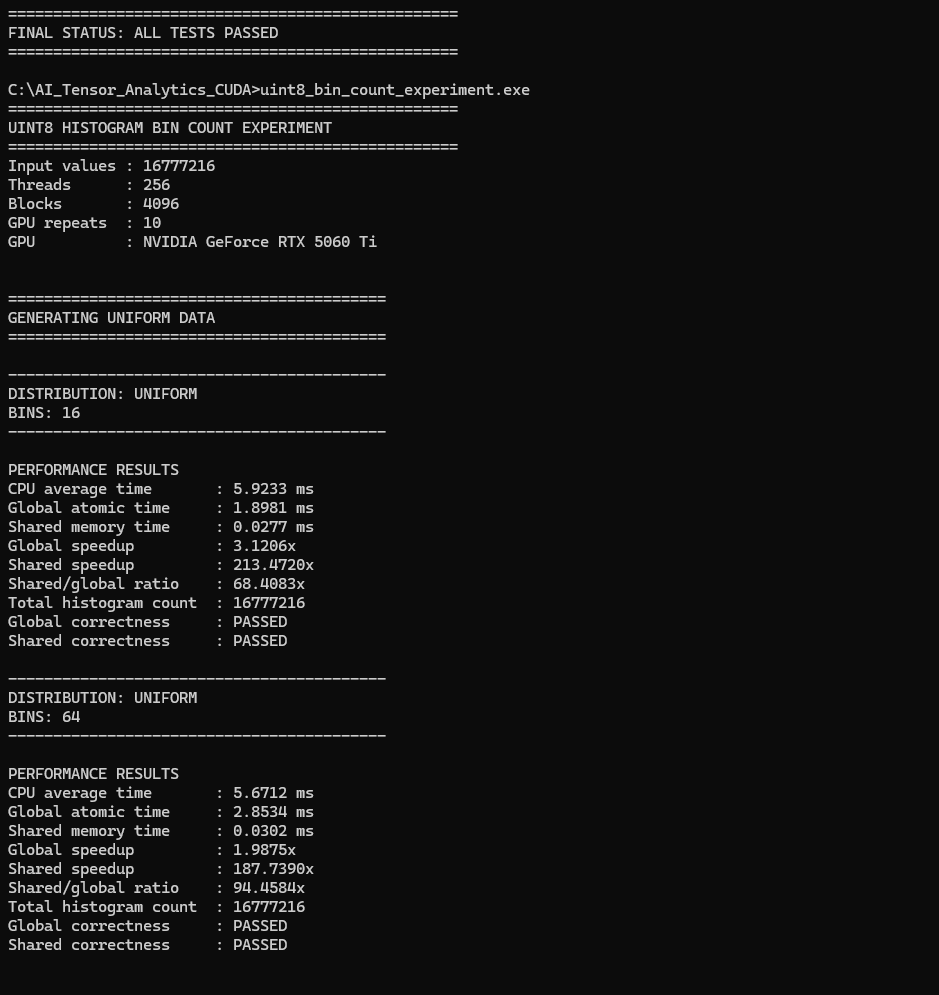 ==================================================
FINAL STATUS: ALL TESTS PASSED
==================================================
C:\AI_Tensor_Analytics_CUDA>uint8_bin_count_experiment.exe
==================================================
UINT8 HISTOGRAM BIN COUNT EXPERIMENT
==================================================
Input values : 16777216
Threads      : 256
Blocks       : 4096
GPU repeats  : 10
GPU          : NVIDIA GeForce RTX 5060 Ti
==========================================
GENERATING UNIFORM DATA
==========================================
------------------------------------------
DISTRIBUTION: UNIFORM
BINS: 16
------------------------------------------
PERFORMANCE RESULTS
CPU average time       : 5.9233 ms
Global atomic time     : 1.8981 ms
Shared memory time     : 0.0277 ms
Global speedup         : 3.1206x
Shared speedup         : 213.4720x
Shared/global ratio    : 68.4083x
Total histogram count  : 16777216
Global correctness     : PASSED
Shared correctness     : PASSED
------------------------------------------
DISTRIBUTION: UNIFORM
BINS: 64
------------------------------------------
PERFORMANCE RESULTS
CPU average time       : 5.6712 ms
Global atomic time     : 2.8534 ms
Shared memory time     : 0.0302 ms
Global speedup         : 1.9875x
Shared speedup         : 187.7390x
Shared/global ratio    : 94.4584x
Total histogram count  : 16777216
Global correctness     : PASSED
Shared correctness     : PASSED